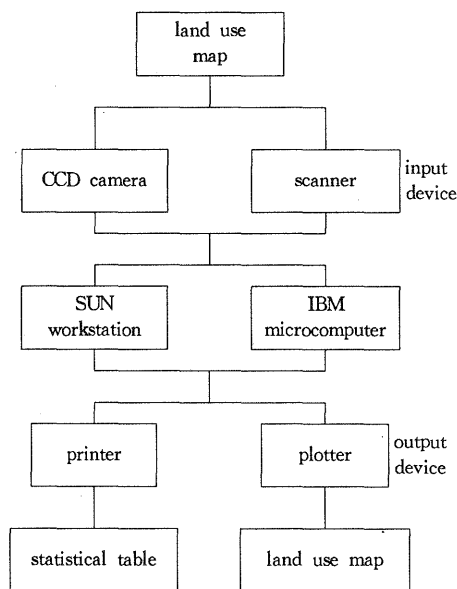 land use
map
CCD camera
scanner
input
device
SUN
workstation
IBM
microcomputer
printer
plotter
output
device
statistical table
land use map